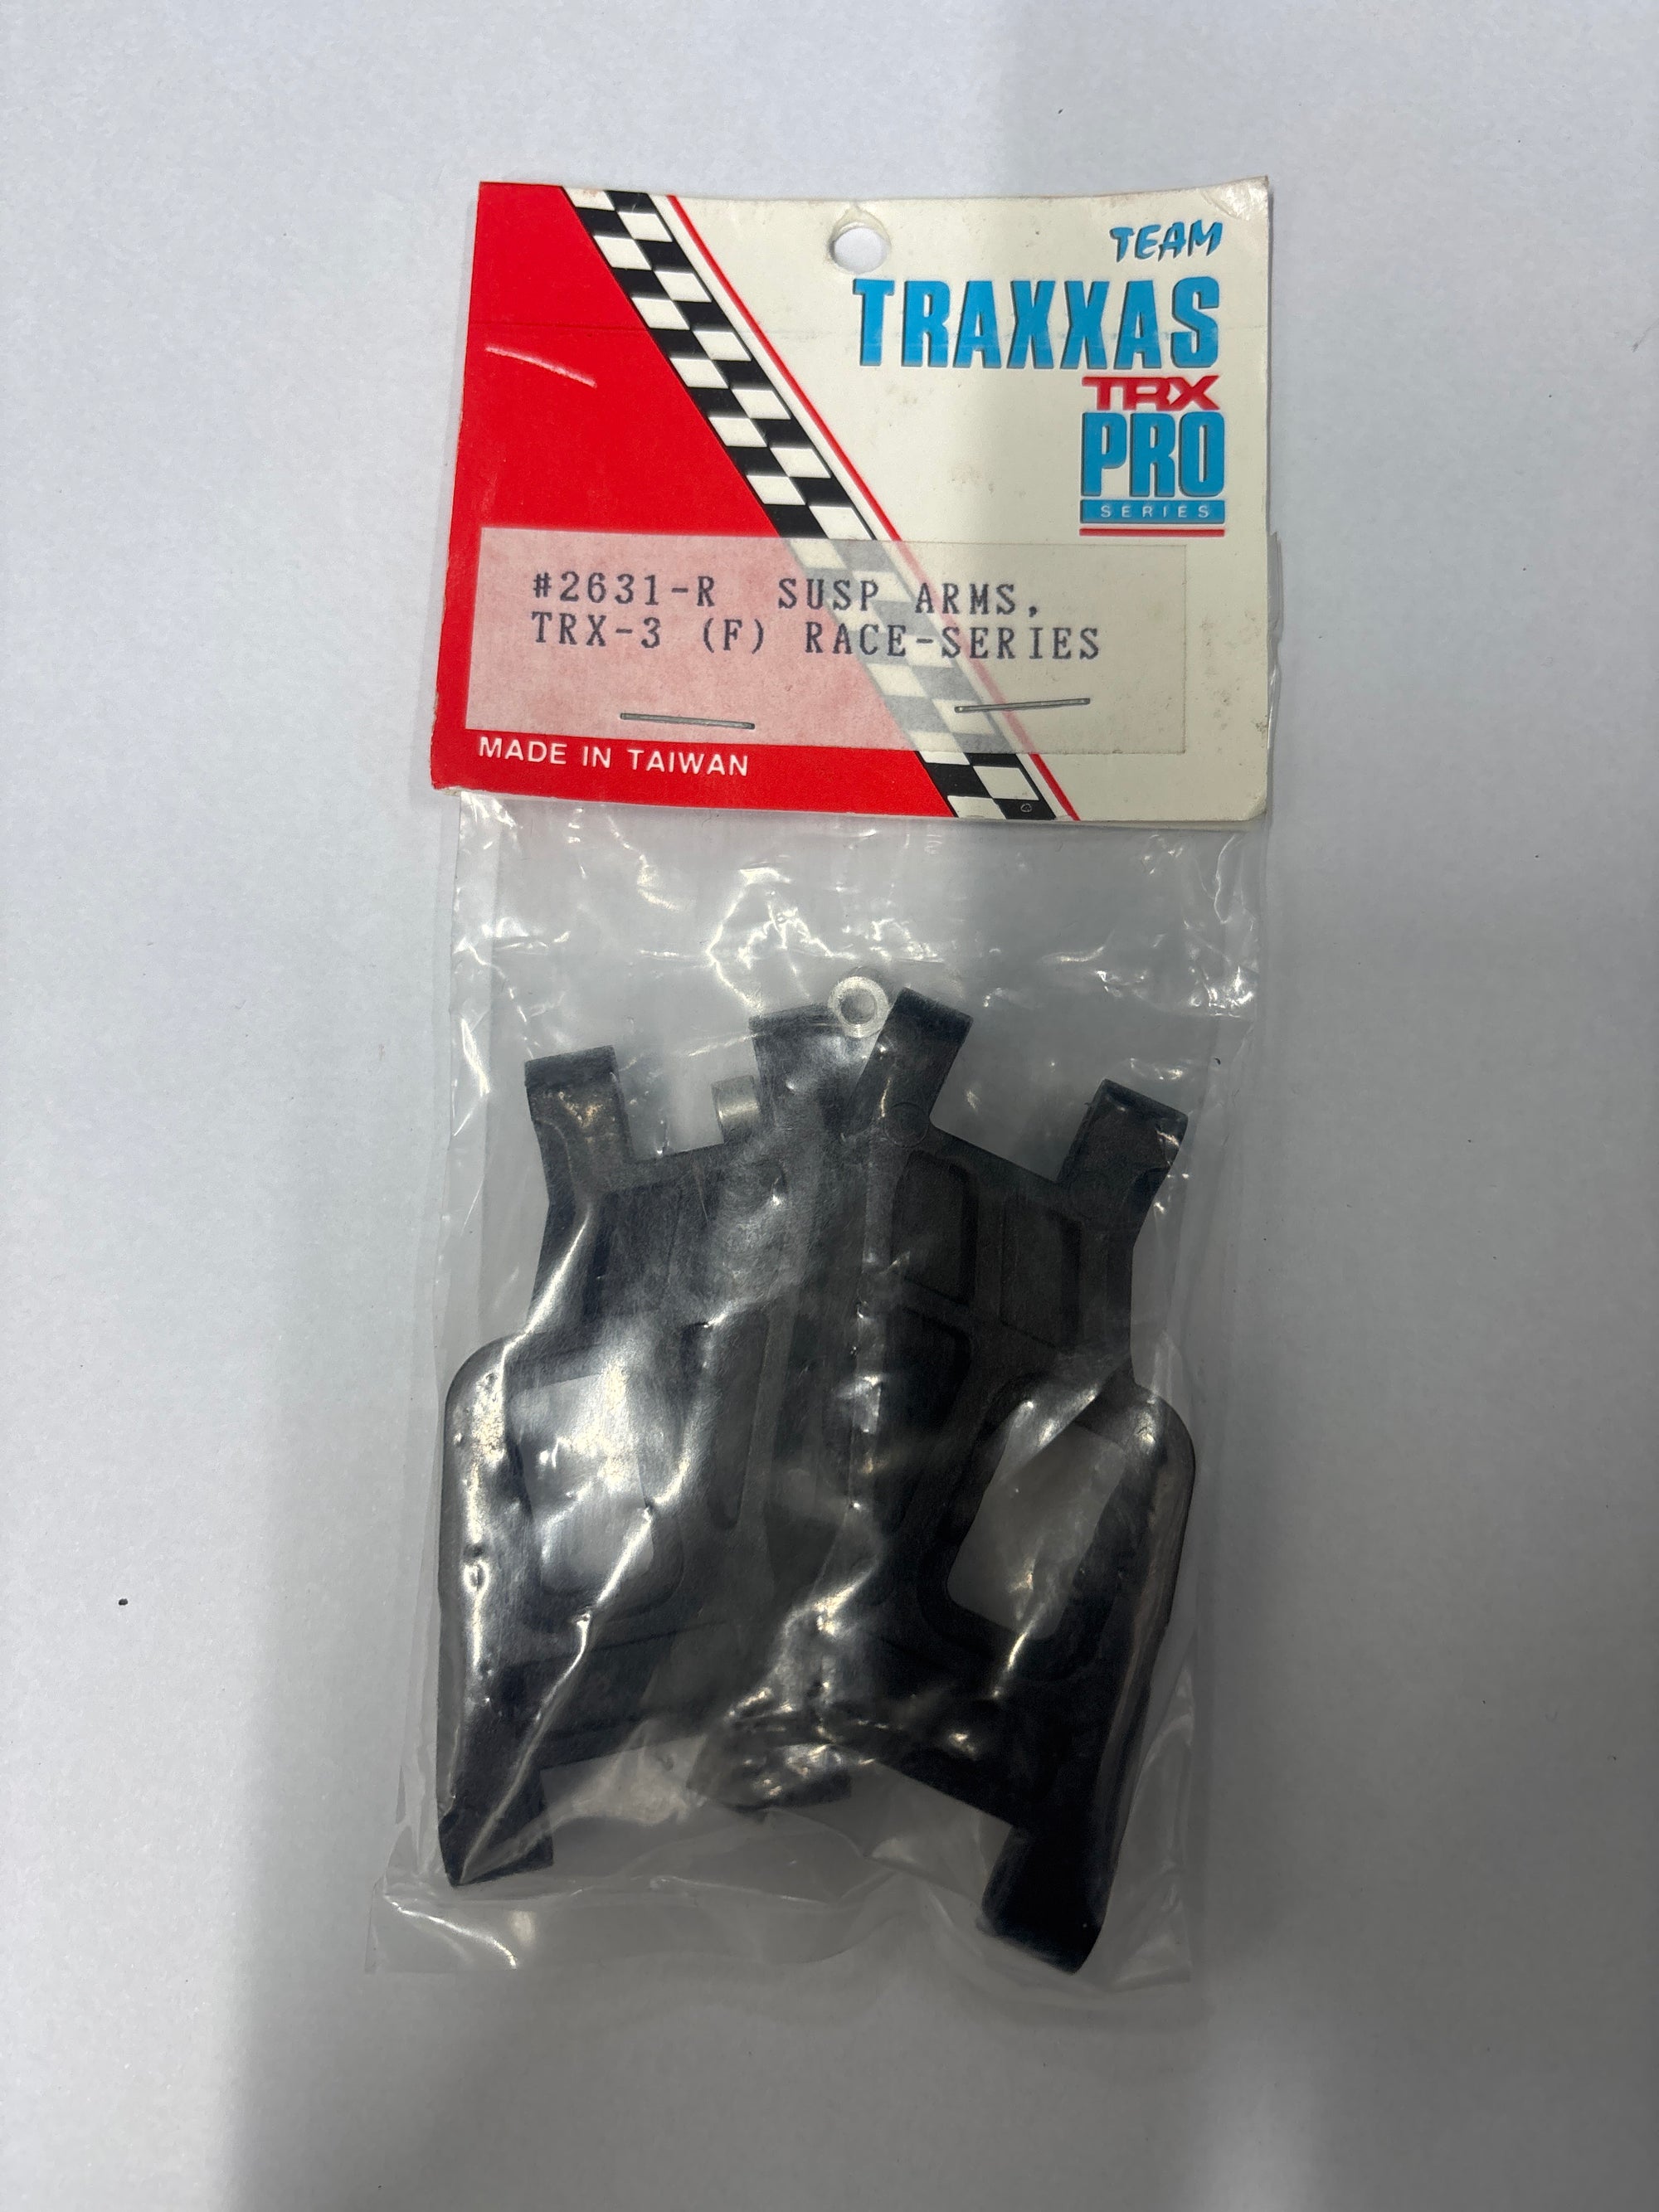 TEAM
TRAXXAS
TRX
PRO
SERIES
#2631-R SUSP ARMS,
TRX-3 (F) RACE-SERIES
MADE IN TAIWAN